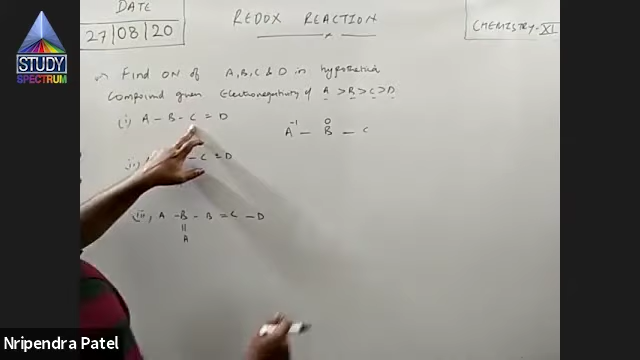 DATE
27/08/20
REDOX REACTION
CHEMISTRY-XI
STUDY
SPECTRUM
Find ON of A,B,C & D in hypothetical
Compound given Electronegativity of A > B > C > D
(i) A - B - C = D
-1 0
A - B - C
(ii) - C = D
(iii) A - B - B = C - D
||
A
Nripendra Patel